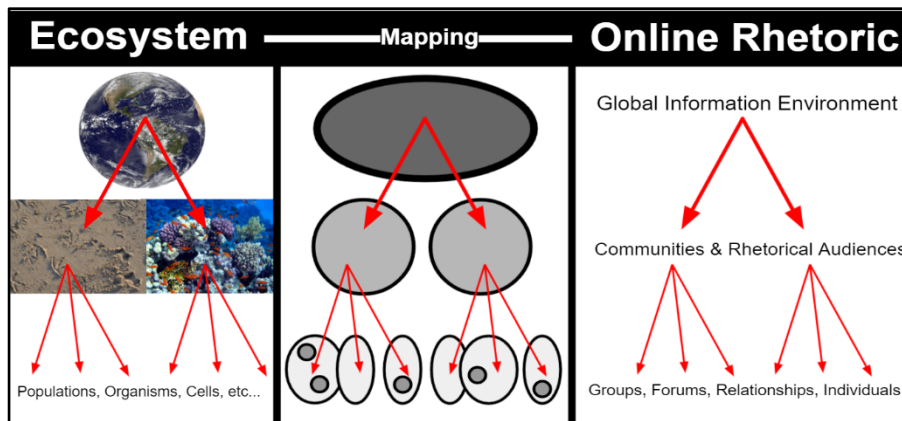 Ecosystem
Mapping
Online Rhetoric
Global Information Environment
Communities & Rhetorical Audiences
Populations, Organisms, Cells, etc...
Groups, Forums, Relationships, Individuals